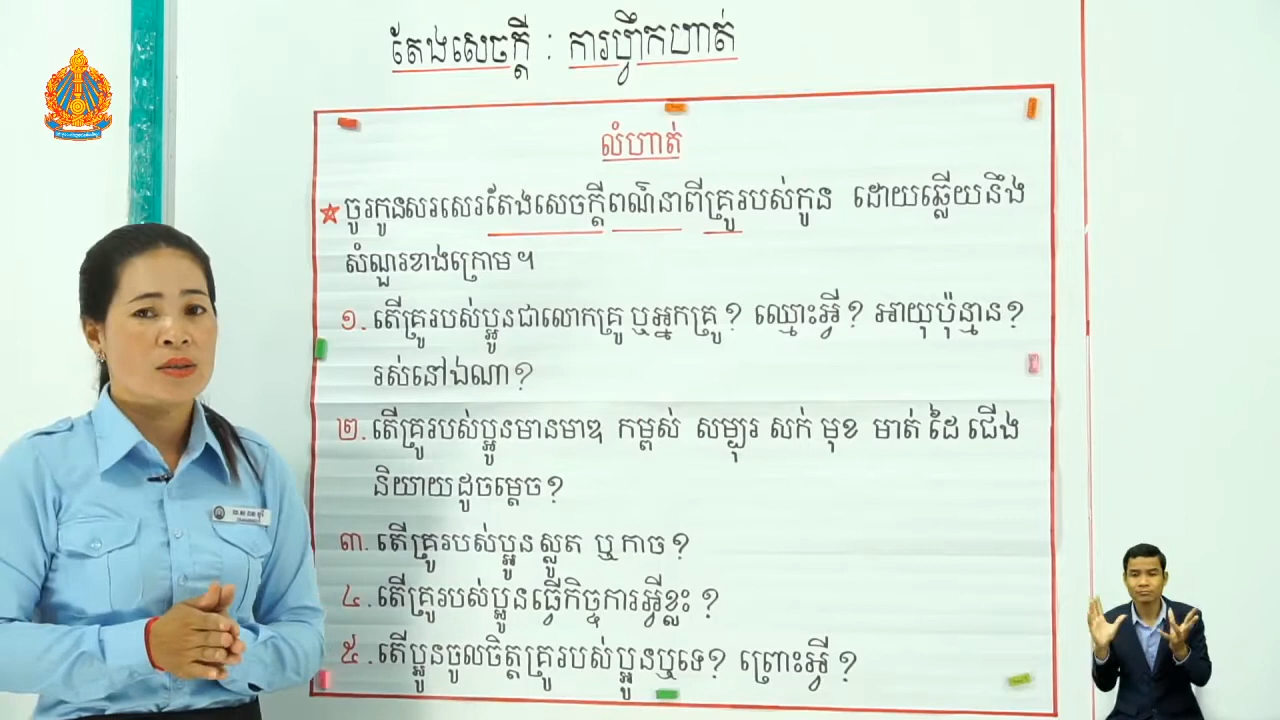 តែងសេចក្តី : ការហ្វឹកហាត់
លំហាត់
ចូរកូនសរសេរតែងសេចក្តីពណ៌នាពីគ្រូរបស់កូន ដោយឆ្លើយនឹង
សំណួរខាងក្រោម។
១. តើគ្រូរបស់ប្អូនជាលោកគ្រូ ឬអ្នកគ្រូ? ឈ្មោះអ្វី? អាយុប៉ុន្មាន?
រស់នៅឯណា?
២. តើគ្រូរបស់ប្អូនមានមាឌ កម្ពស់ សម្បុរ សក់ មុខ មាត់ ដៃ ជើង
និយាយដូចម្តេច?
៣. តើគ្រូរបស់ប្អូន ស្លូត ឬ កាច?
៤. តើគ្រូរបស់ប្អូនធ្វើកិច្ចការអ្វីខ្លះ?
៥. តើប្អូនចូលចិត្តគ្រូរបស់ប្អូនឬទេ? ព្រោះអ្វី?